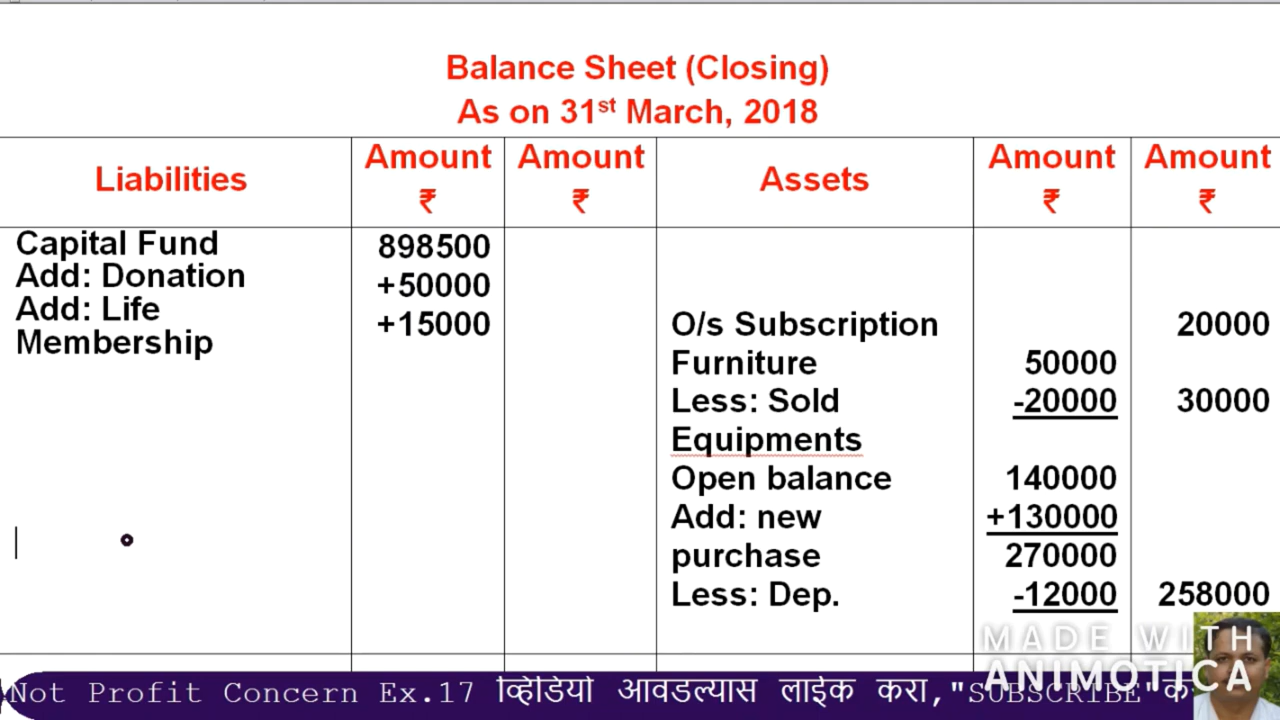 Balance Sheet (Closing)
As on 31st March, 2018
Liabilities
Amount ₹
Amount ₹
Assets
Amount ₹
Amount ₹
Capital Fund 898500
Add: Donation +50000
Add: Life +15000
Membership
O/s Subscription 20000
Furniture 50000
Less: Sold -20000 30000
Equipments
Open balance 140000
Add: new +130000
purchase 270000
Less: Dep. -12000 258000
MADE WITH
ANIMOTICA
Not Profit Concern Ex.17 व्हिडियो आवडल्यास लाईक करा,"SUBSCRIBE"